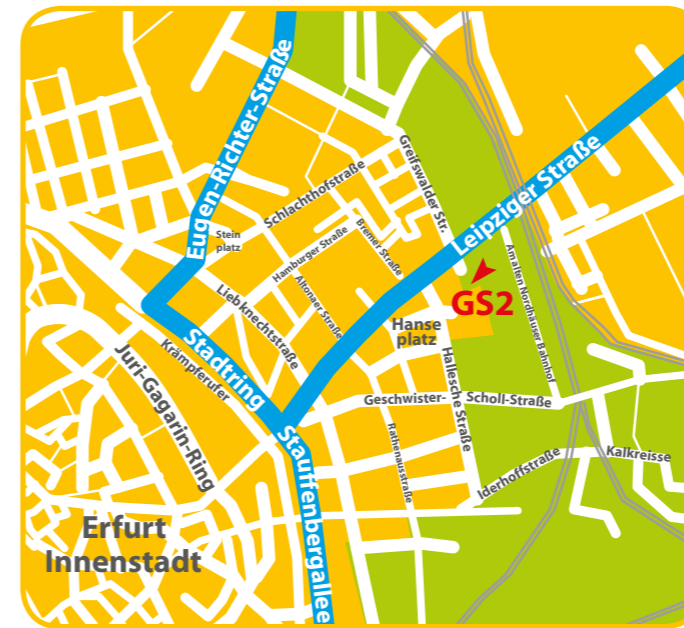 Eugen-Richter-Straße
Greifswalder Str.
Leipziger Straße
Schlachthofstraße
Stein
platz
Hamburger Straße
Bremer Straße
Am alten Nordhäuser Bahnhof
Liebknechtstraße
Altonaer Straße
GS2
Hanse
platz
Stadtring
Krämpferufer
Juri-Gagarin-Ring
Hallesche Straße
Geschwister-
Scholl-Straße
Stauffenbergallee
Rathenaustraße
Iderhoffstraße
Kalkreisse
Erfurt
Innenstadt